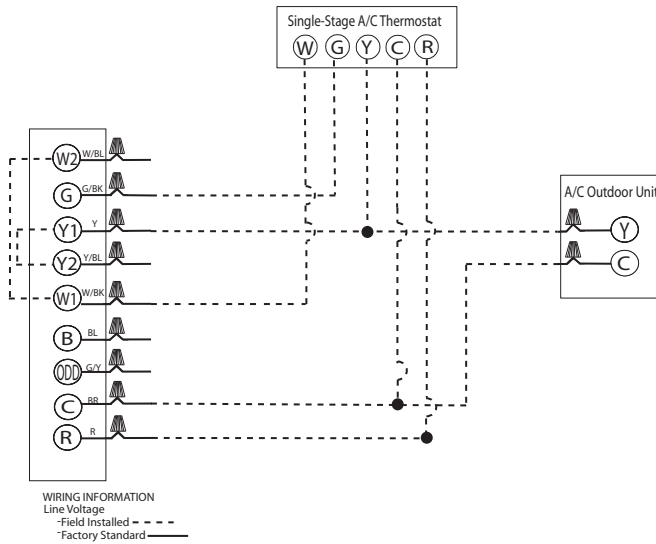 Single-Stage A/C Thermostat
W G Y C R
W2 W/BL
G G/BK
Y1 Y
Y2 Y/BL
W1 W/BK
B BL
ODD G/Y
C BR
R R
A/C Outdoor Unit
Y
C
WIRING INFORMATION
Line Voltage
-Field Installed
-Factory Standard